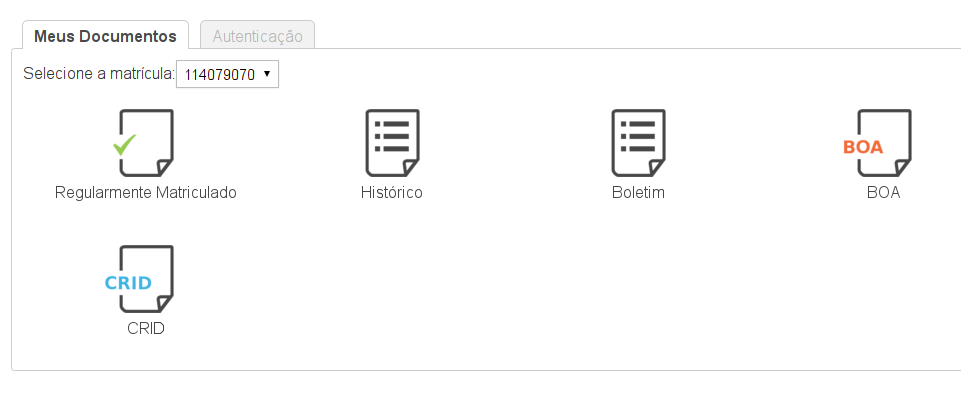 Meus Documentos
Autenticação
Selecione a matrícula: 114079070
BOA
Regularmente Matriculado
Histórico
Boletim
BOA
CRID
CRID